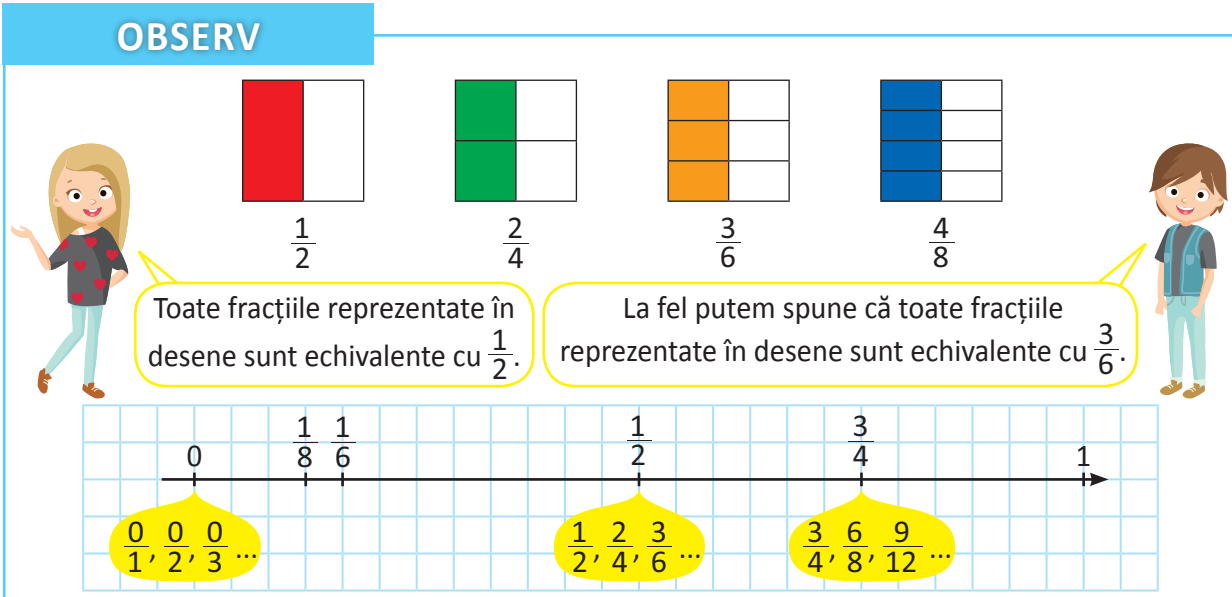 OBSERV
1/2 2/4 3/6 4/8
Toate fracțiile reprezentate în
desene sunt echivalente cu 1/2.
La fel putem spune că toate fracțiile
reprezentate în desene sunt echivalente cu 3/6.
0 1/8 1/6 1/2 3/4 1
0/1, 0/2, 0/3 ... 1/2, 2/4, 3/6 ... 3/4, 6/8, 9/12 ...